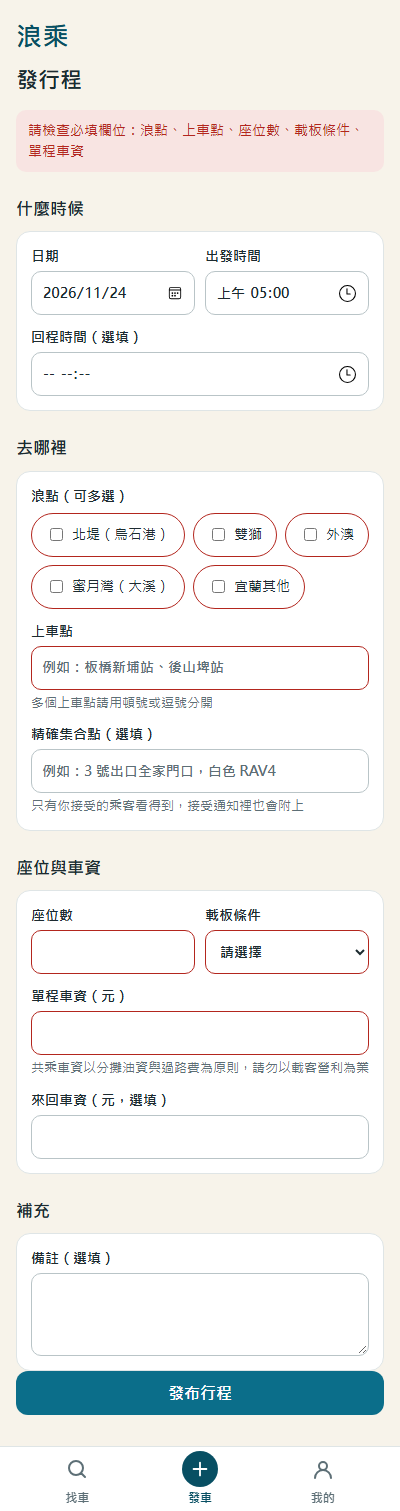 浪乘
發行程
請檢查必填欄位：浪點、上車點、座位數、載板條件、
單程車資
什麼時候
日期
出發時間
2026/11/24
上午 05:00
回程時間（選填）
-- --:--
去哪裡
浪點（可多選）
北堤（烏石港）
雙獅
外澳
蜜月灣（大溪）
宜蘭其他
上車點
例如：板橋新埔站、後山埤站
多個上車點請用頓號或逗號分開
精確集合點（選填）
例如：3 號出口全家門口，白色 RAV4
只有你接受的乘客看得到，接受通知裡也會附上
座位與車資
座位數
載板條件
請選擇
單程車資（元）
共乘車資以分攤油資與過路費為原則，請勿以載客營利為業
來回車資（元，選填）
補充
備註（選填）
發布行程
找車
發車
我的